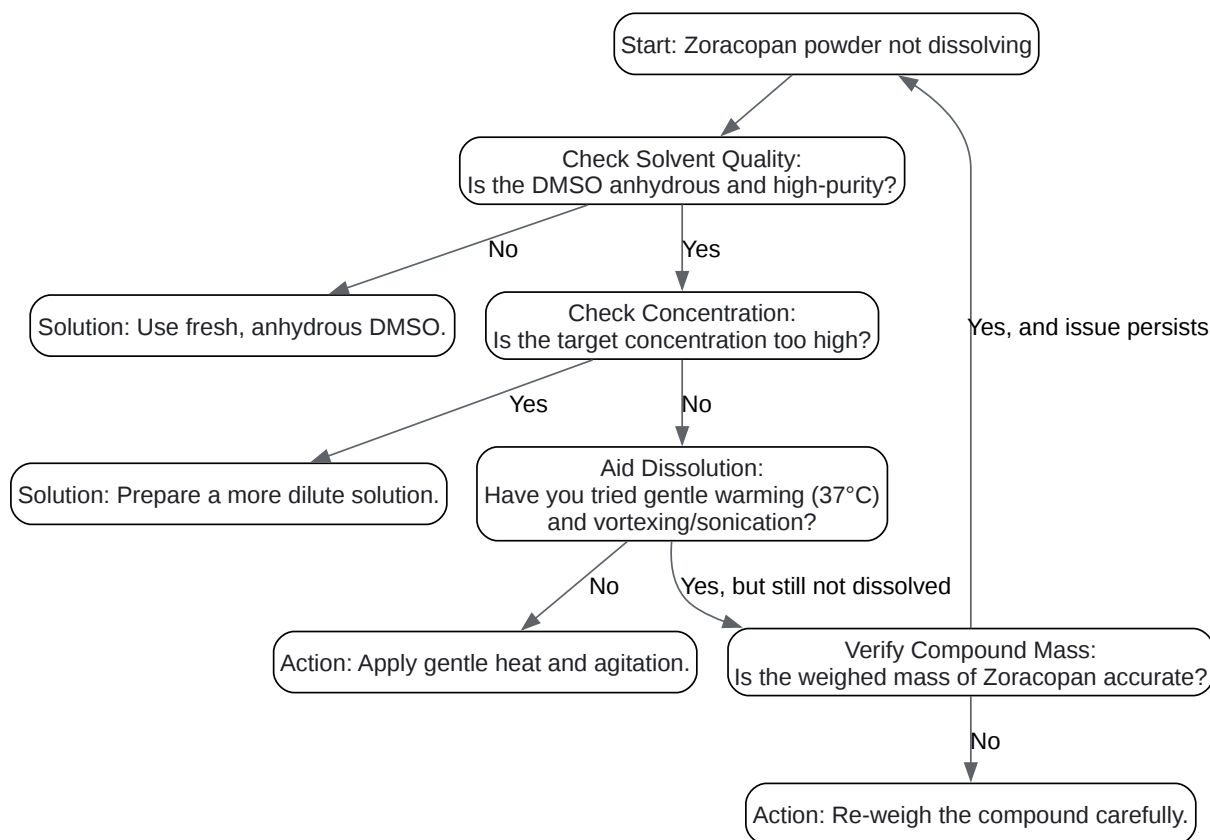 Start: Zoracopan powder not dissolving
Check Solvent Quality:
Is the DMSO anhydrous and high-purity?
No
Yes
Solution: Use fresh, anhydrous DMSO.
Check Concentration:
Is the target concentration too high?
Yes, and issue persists
Yes
No
Solution: Prepare a more dilute solution.
Aid Dissolution:
Have you tried gentle warming (37°C)
and vortexing/sonication?
No
Yes, but still not dissolved
Action: Apply gentle heat and agitation.
Verify Compound Mass:
Is the weighed mass of Zoracopan accurate?
No
Action: Re-weigh the compound carefully.